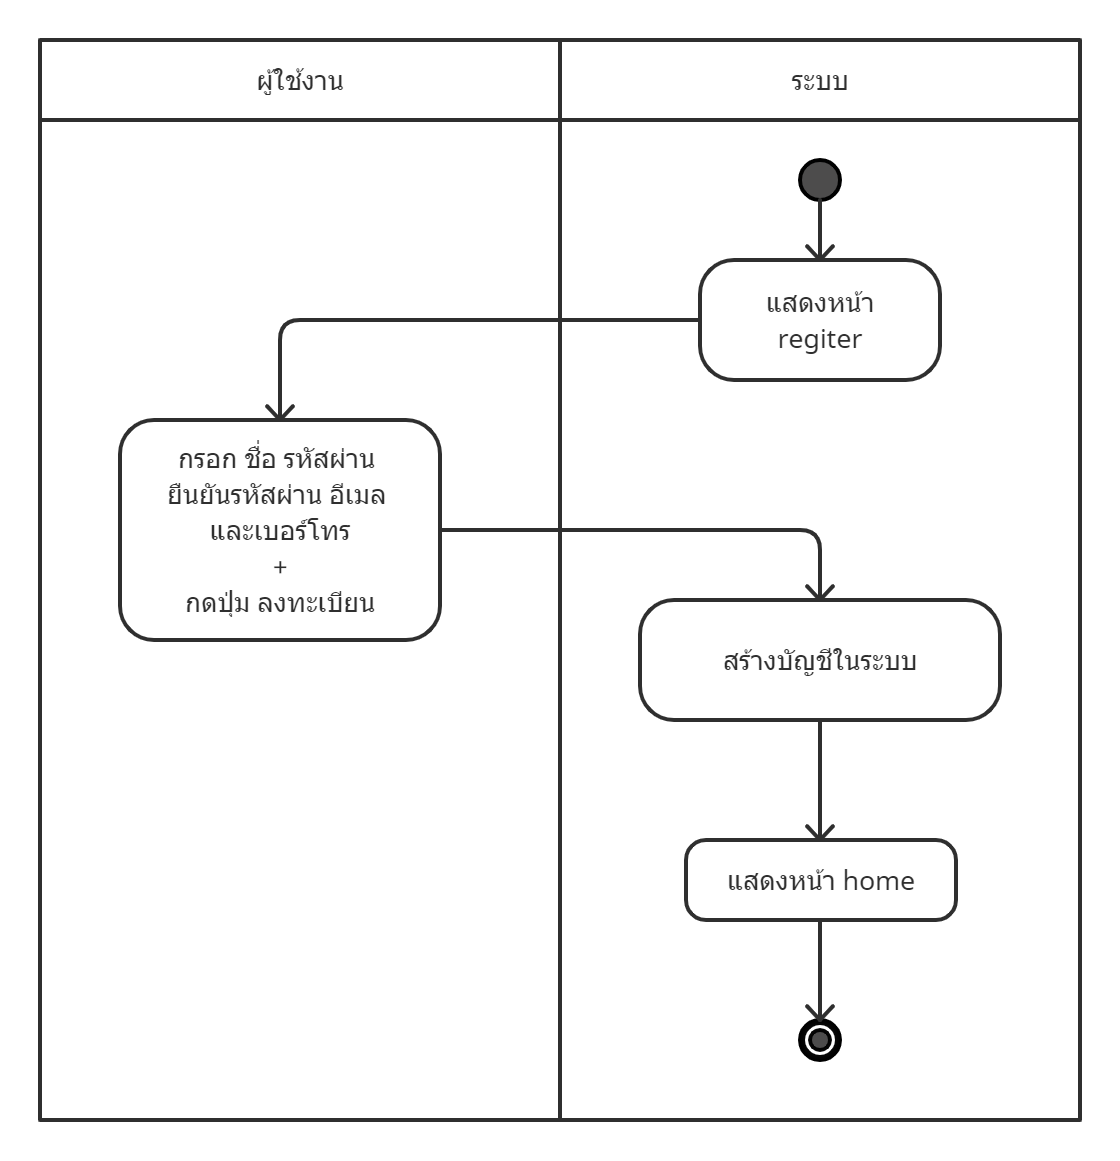 ผู้ใช้งาน
ระบบ
แสดงหน้า
regiter
กรอก ชื่อ รหัสผ่าน
ยืนยันรหัสผ่าน อีเมล
และเบอร์โทร
+
กดปุ่ม ลงทะเบียน
สร้างบัญชีในระบบ
แสดงหน้า home